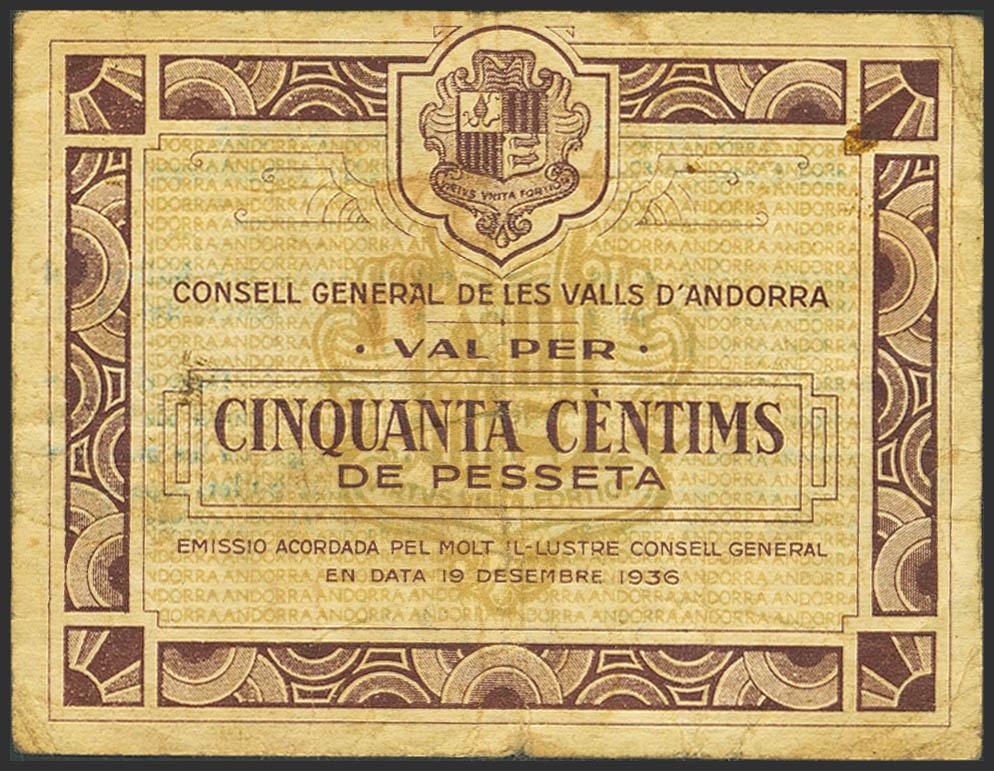 VIRTVS VNITA FORTIOR
CONSELL GENERAL DE LES VALLS D'ANDORRA
• VAL PER •
CINQUANTA CÈNTIMS
DE PESSETA
EMISSIO ACORDADA PEL MOLT IL-LUSTRE CONSELL GENERAL
EN DATA 19 DESEMBRE 1936